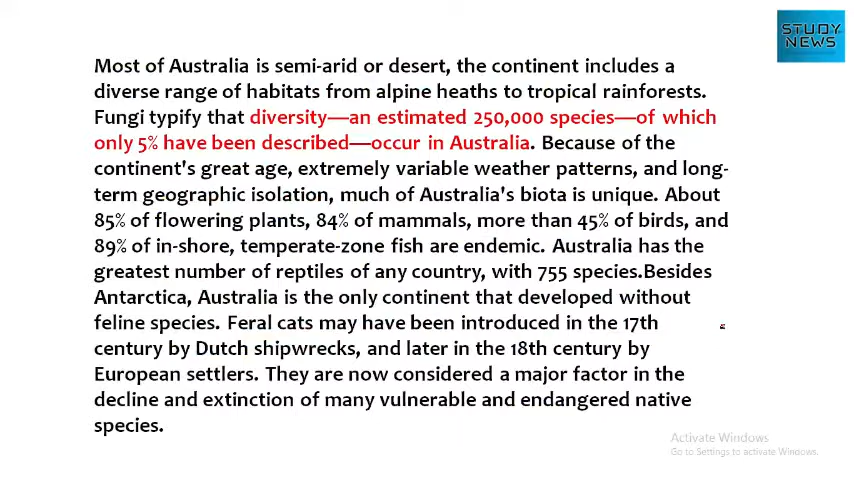 STUDY
NEWS
Most of Australia is semi-arid or desert, the continent includes a
diverse range of habitats from alpine heaths to tropical rainforests.
Fungi typify that diversity—an estimated 250,000 species—of which
only 5% have been described—occur in Australia. Because of the
continent's great age, extremely variable weather patterns, and long-
term geographic isolation, much of Australia's biota is unique. About
85% of flowering plants, 84% of mammals, more than 45% of birds, and
89% of in-shore, temperate-zone fish are endemic. Australia has the
greatest number of reptiles of any country, with 755 species.Besides
Antarctica, Australia is the only continent that developed without
feline species. Feral cats may have been introduced in the 17th
century by Dutch shipwrecks, and later in the 18th century by
European settlers. They are now considered a major factor in the
decline and extinction of many vulnerable and endangered native
species.
Activate Windows
Go to Settings to activate Windows.